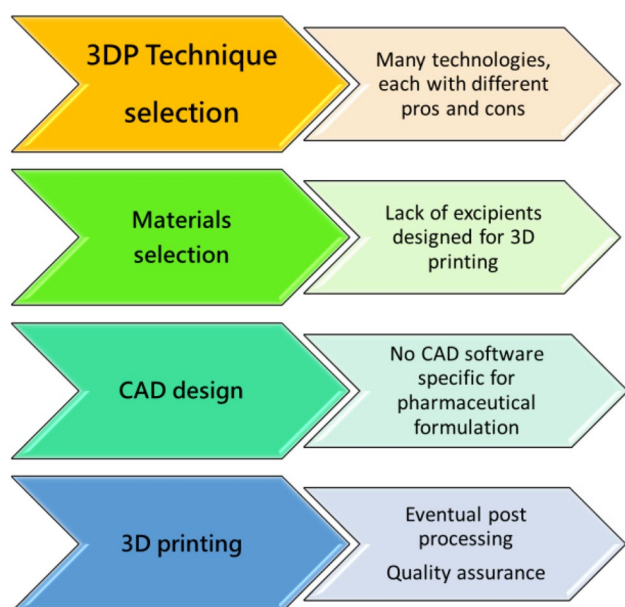 3DP Technique
selection
Many technologies,
each with different
pros and cons
Materials
selection
Lack of excipients
designed for 3D
printing
CAD design
No CAD software
specific for
pharmaceutical
formulation
3D printing
Eventual post
processing
Quality assurance